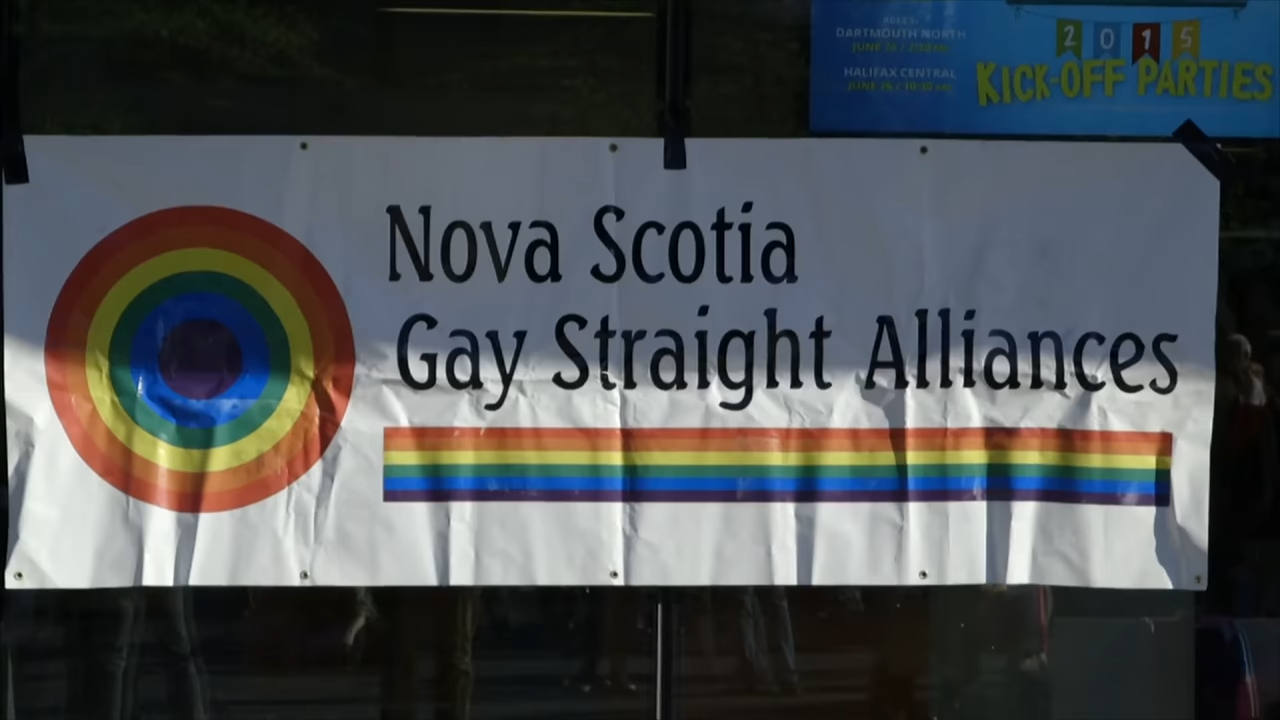 DARTMOUTH NORTH
HALIFAX CENTRAL
2015
KICK-OFF PARTIES
Nova Scotia
Gay Straight Alliances